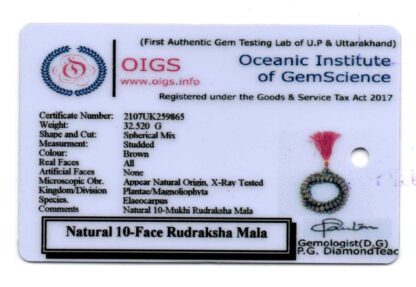 (First Authentic Gem Testing Lab of U.P & Uttarakhand)
OIGS
www.oigs.info
Oceanic Institute
of GemScience
Registered under the Goods & Service Tax Act 2017
Certificate Number: 2107UK259865
Weight: 32.520 G
Shape and Cut: Spherical Mix
Measurment: Studded
Colour: Brown
Real Faces All
Artificial Faces None
Microscopic Obr. Appear Natural Origin, X-Ray Tested
Kingdom/Division Plantae/Magnoliophyta
Species. Elaeocarpus
Comments Natural 10-Mukhi Rudraksha Mala
Natural 10-Face Rudraksha Mala
Gemologist(D.G)
P.G. DiamondTeac